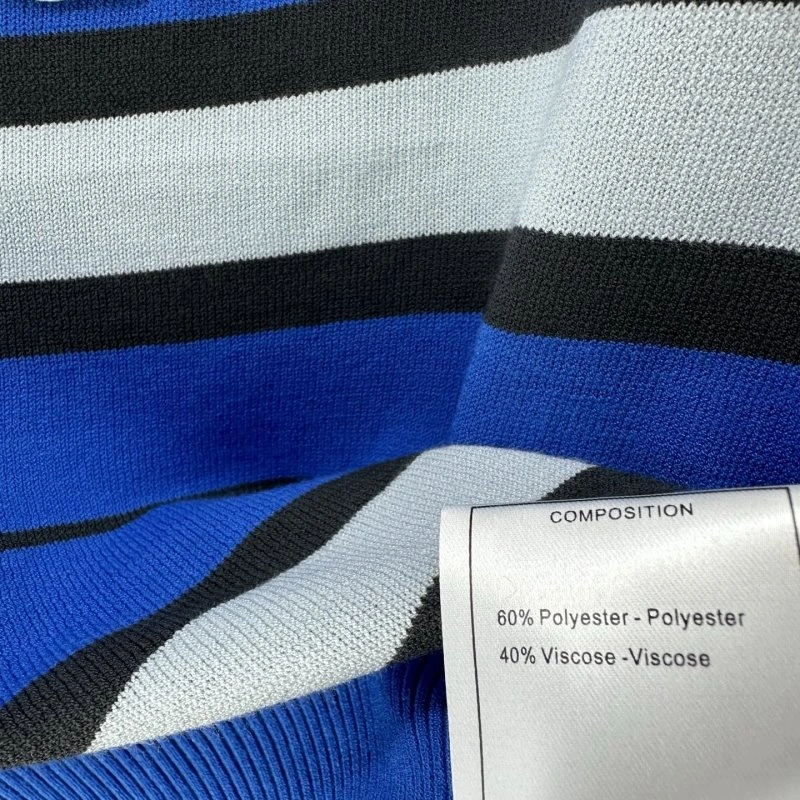 COMPOSITION
60% Polyester - Polyester
40% Viscose -Viscose